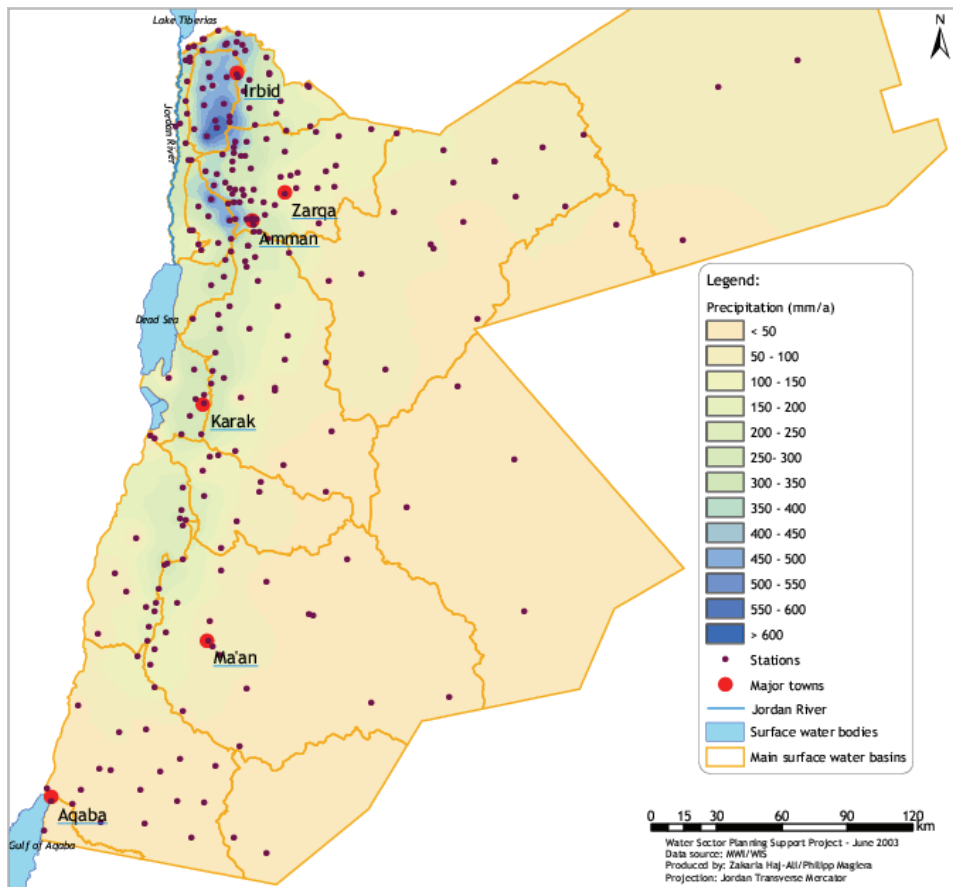 Lake Tiberias
N
Irbid
Jordan River
Zarqa
Amman
Dead Sea
Karak
Ma'an
Aqaba
Gulf of Aqaba
Legend:
Precipitation (mm/a)
< 50
50 - 100
100 - 150
150 - 200
200 - 250
250- 300
300 - 350
350 - 400
400 - 450
450 - 500
500 - 550
550 - 600
> 600
Stations
Major towns
Jordan River
Surface water bodies
Main surface water basins
0 15 30 60 90 120
km
Water Sector Planning Support Project - June 2003
Data source: MWI/WIS
Produced by: Zakaria Haj-Ali/Philipp Magiera
Projection: Jordan Transverse Mercator